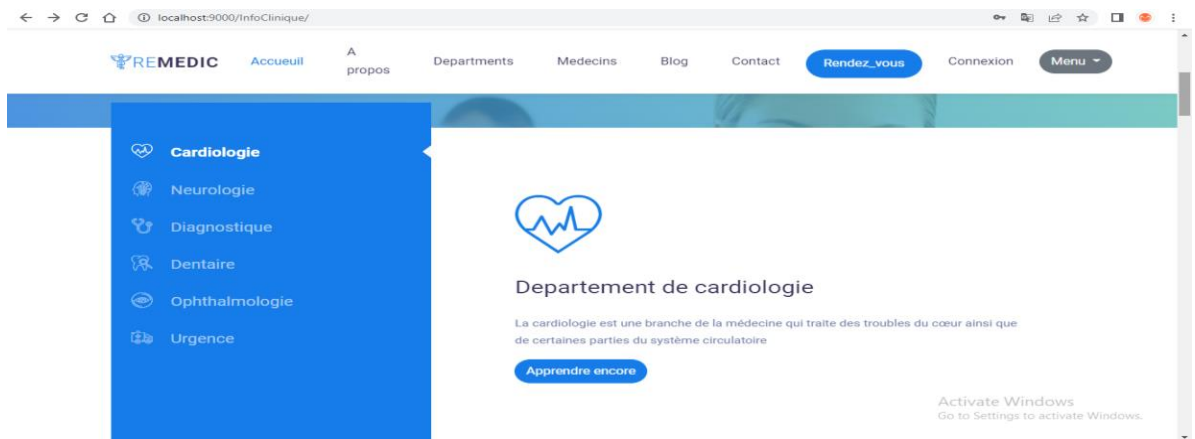 localhost:9000/InfoClinique/
REMEDIC Accueuil A propos Departments Medecins Blog Contact Rendez_vous Connexion Menu
Cardiologie
Neurologie
Diagnostique
Dentaire
Ophthalmologie
Urgence
Departement de cardiologie
La cardiologie est une branche de la médecine qui traite des troubles du cœur ainsi que
de certaines parties du système circulatoire
Apprendre encore
Activate Windows
Go to Settings to activate Windows.